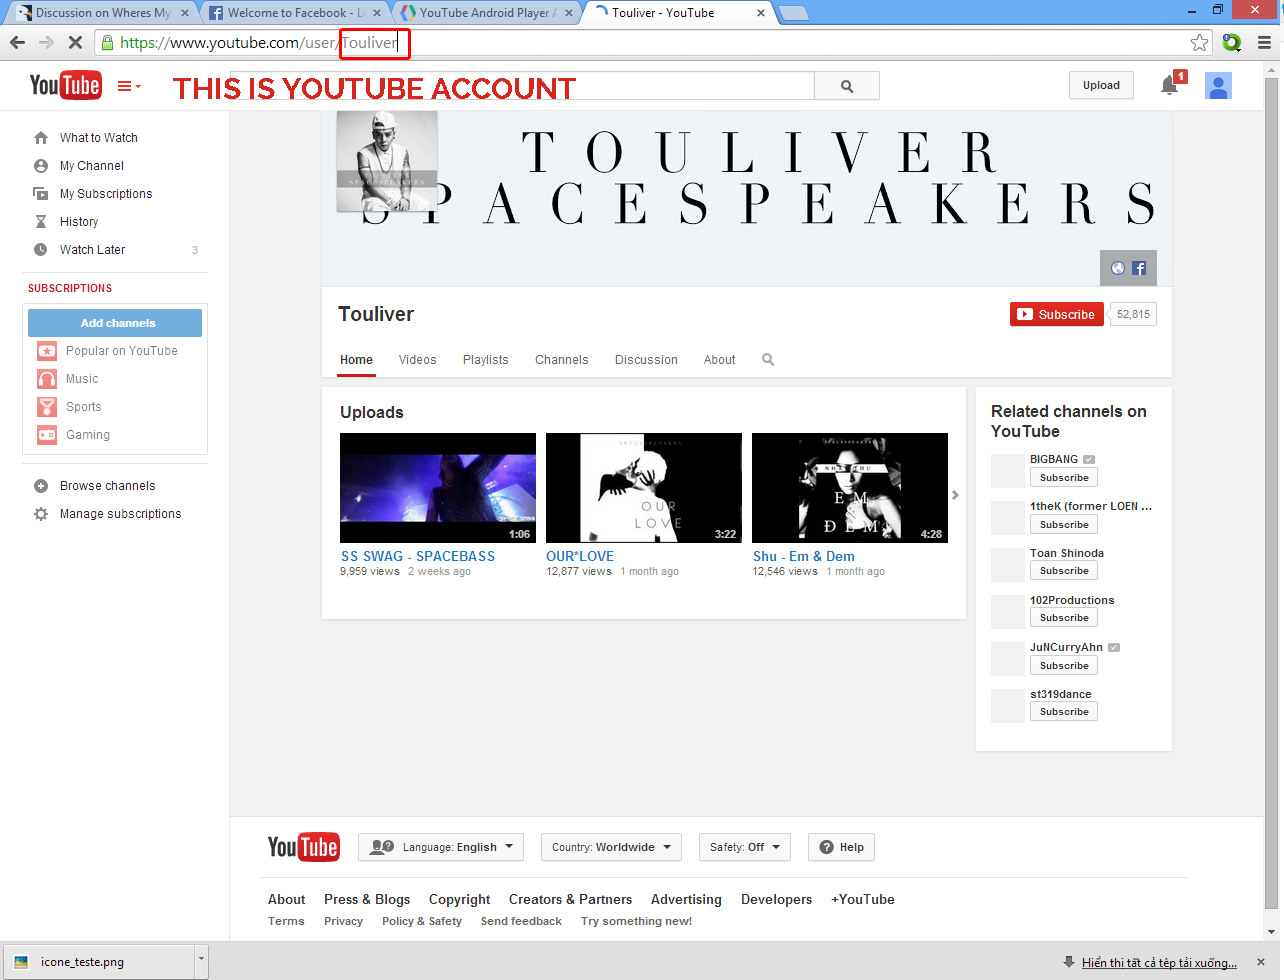 Discussion on Wheres My
Welcome to Facebook - L
YouTube Android Player A
Touliver - YouTube
https://www.youtube.com/user/Touliver
YouTube
THIS IS YOUTUBE ACCOUNT
Upload
1
What to Watch
My Channel
My Subscriptions
History
Watch Later 3
SUBSCRIPTIONS
Add channels
Popular on YouTube
Music
Sports
Gaming
Browse channels
Manage subscriptions
TOULIVER
SPACESPEAKERS
Touliver
Subscribe 52,815
Home Videos Playlists Channels Discussion About
Uploads
1:06
SS SWAG - SPACEBASS
9,959 views 2 weeks ago
SPACESPEAKERS
OUR
LOVE
3:22
OUR*LOVE
12,877 views 1 month ago
SPACESPEAKERS
EM
ĐEM
4:28
Shu - Em & Dem
12,546 views 1 month ago
Related channels on
YouTube
BIGBANG
Subscribe
1theK (former LOEN ...
Subscribe
Toan Shinoda
Subscribe
102Productions
Subscribe
JuNCurryAhn
Subscribe
st319dance
Subscribe
YouTube
Language: English
Country: Worldwide
Safety: Off
Help
About Press & Blogs Copyright Creators & Partners Advertising Developers +YouTube
Terms Privacy Policy & Safety Send feedback Try something new!
icone_teste.png
Hiển thị tất cả tệp tải xuống...